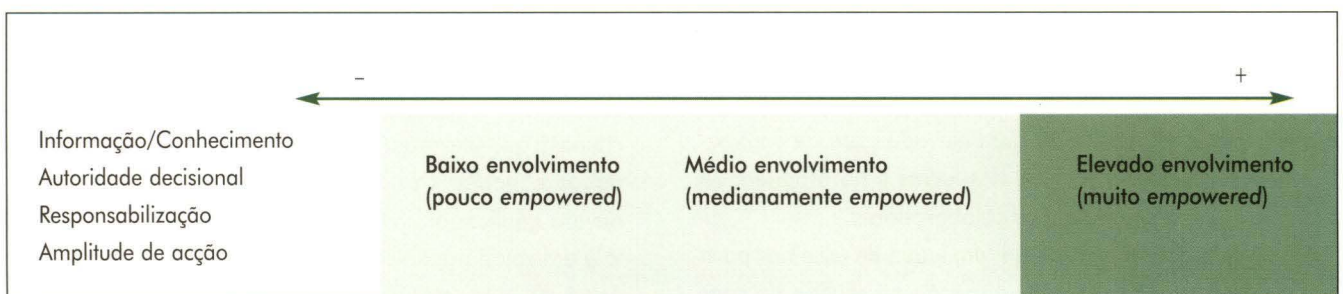 – +
Informação/Conhecimento
Autoridade decisional
Responsabilização
Amplitude de acção
Baixo envolvimento
(pouco empowered)
Médio envolvimento
(medianamente empowered)
Elevado envolvimento
(muito empowered)